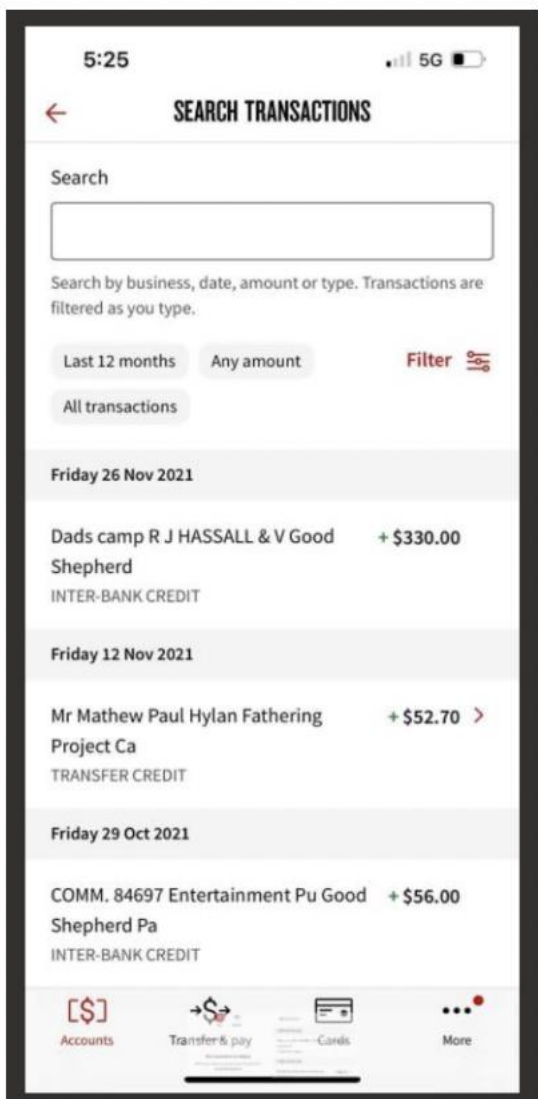 5:25 5G
SEARCH TRANSACTIONS
Search
Search by business, date, amount or type. Transactions are
filtered as you type.
Last 12 months Any amount Filter
All transactions
Friday 26 Nov 2021
Dads camp R J HASSALL & V Good + $330.00
Shepherd
INTER-BANK CREDIT
Friday 12 Nov 2021
Mr Mathew Paul Hylan Fathering + $52.70
Project Ca
TRANSFER CREDIT
Friday 29 Oct 2021
COMM. 84697 Entertainment Pu Good + $56.00
Shepherd Pa
INTER-BANK CREDIT
Accounts Transfer & pay Cards More